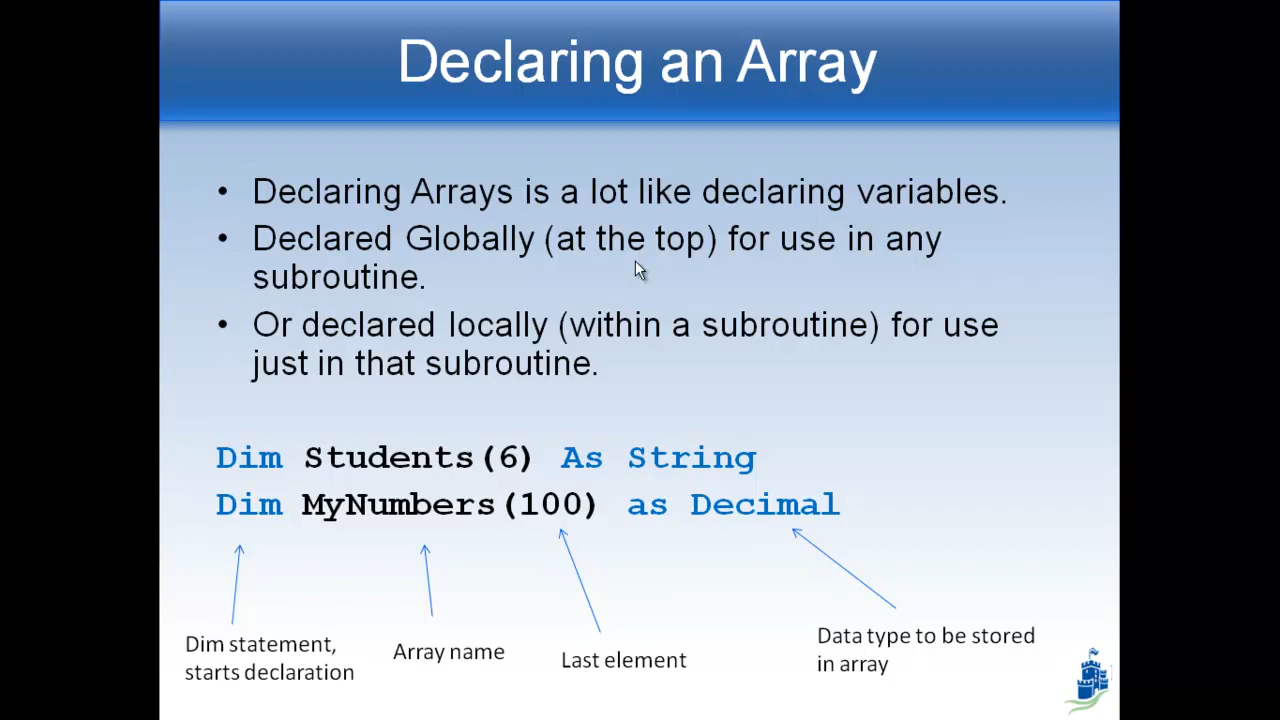 Declaring an Array
• Declaring Arrays is a lot like declaring variables.
• Declared Globally (at the top) for use in any
subroutine.
• Or declared locally (within a subroutine) for use
just in that subroutine.
Dim Students(6) As String
Dim MyNumbers(100) as Decimal
Dim statement,
starts declaration
Array name
Last element
Data type to be stored
in array